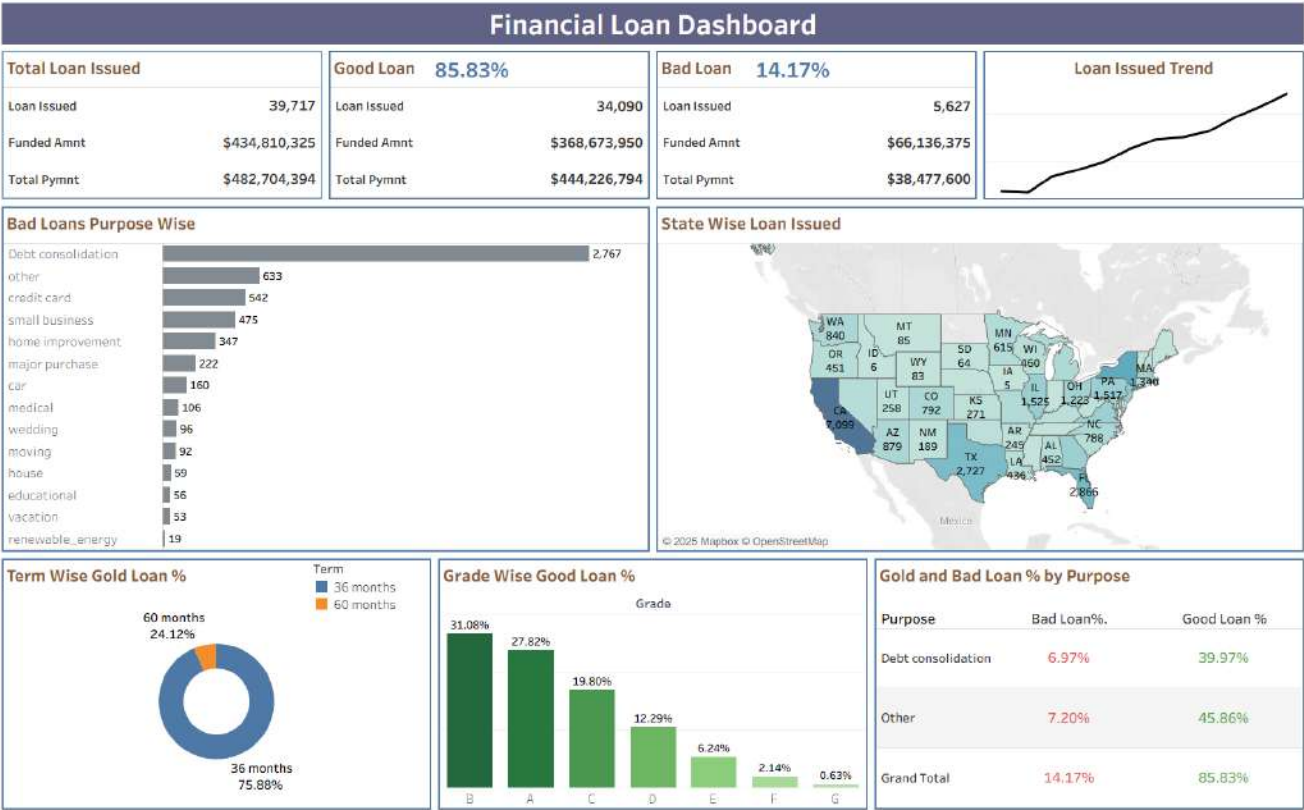 Financial Loan Dashboard
Total Loan Issued
Loan Issued 39,717
Funded Amnt $434,810,325
Total Pymnt $482,704,394
Good Loan 85.83%
Loan Issued 34,090
Funded Amnt $368,673,950
Total Pymnt $444,226,794
Bad Loan 14.17%
Loan Issued 5,627
Funded Amnt $66,136,375
Total Pymnt $38,477,600
Loan Issued Trend
Bad Loans Purpose Wise
Debt consolidation 2,767
other 633
credit card 542
small business 475
home improvement 347
major purchase 222
car 160
medical 106
wedding 96
moving 92
house 59
educational 56
vacation 53
renewable_energy 19
State Wise Loan Issued
WA
840
MT
85
OR
451
ID
6
WY
83
SD
64
MN
615
WI
460
IA
5
UT
258
CO
792
KS
271
IL
1,525
OH
1,223
PA
1,517
MA
1,340
CA
7,099
AZ
879
NM
189
AR
245
NC
788
TX
2,727
LA
436
AL
452
FL
2,866
Mexico
© 2025 Mapbox © OpenStreetMap
Term Wise Gold Loan %
Term
36 months
60 months
60 months
24.12%
36 months
75.88%
Grade Wise Good Loan %
Grade
31.08%
27.82%
19.80%
12.29%
6.24%
2.14%
0.63%
B A C D E F G
Gold and Bad Loan % by Purpose
Purpose Bad Loan%. Good Loan %
Debt consolidation 6.97% 39.97%
Other 7.20% 45.86%
Grand Total 14.17% 85.83%